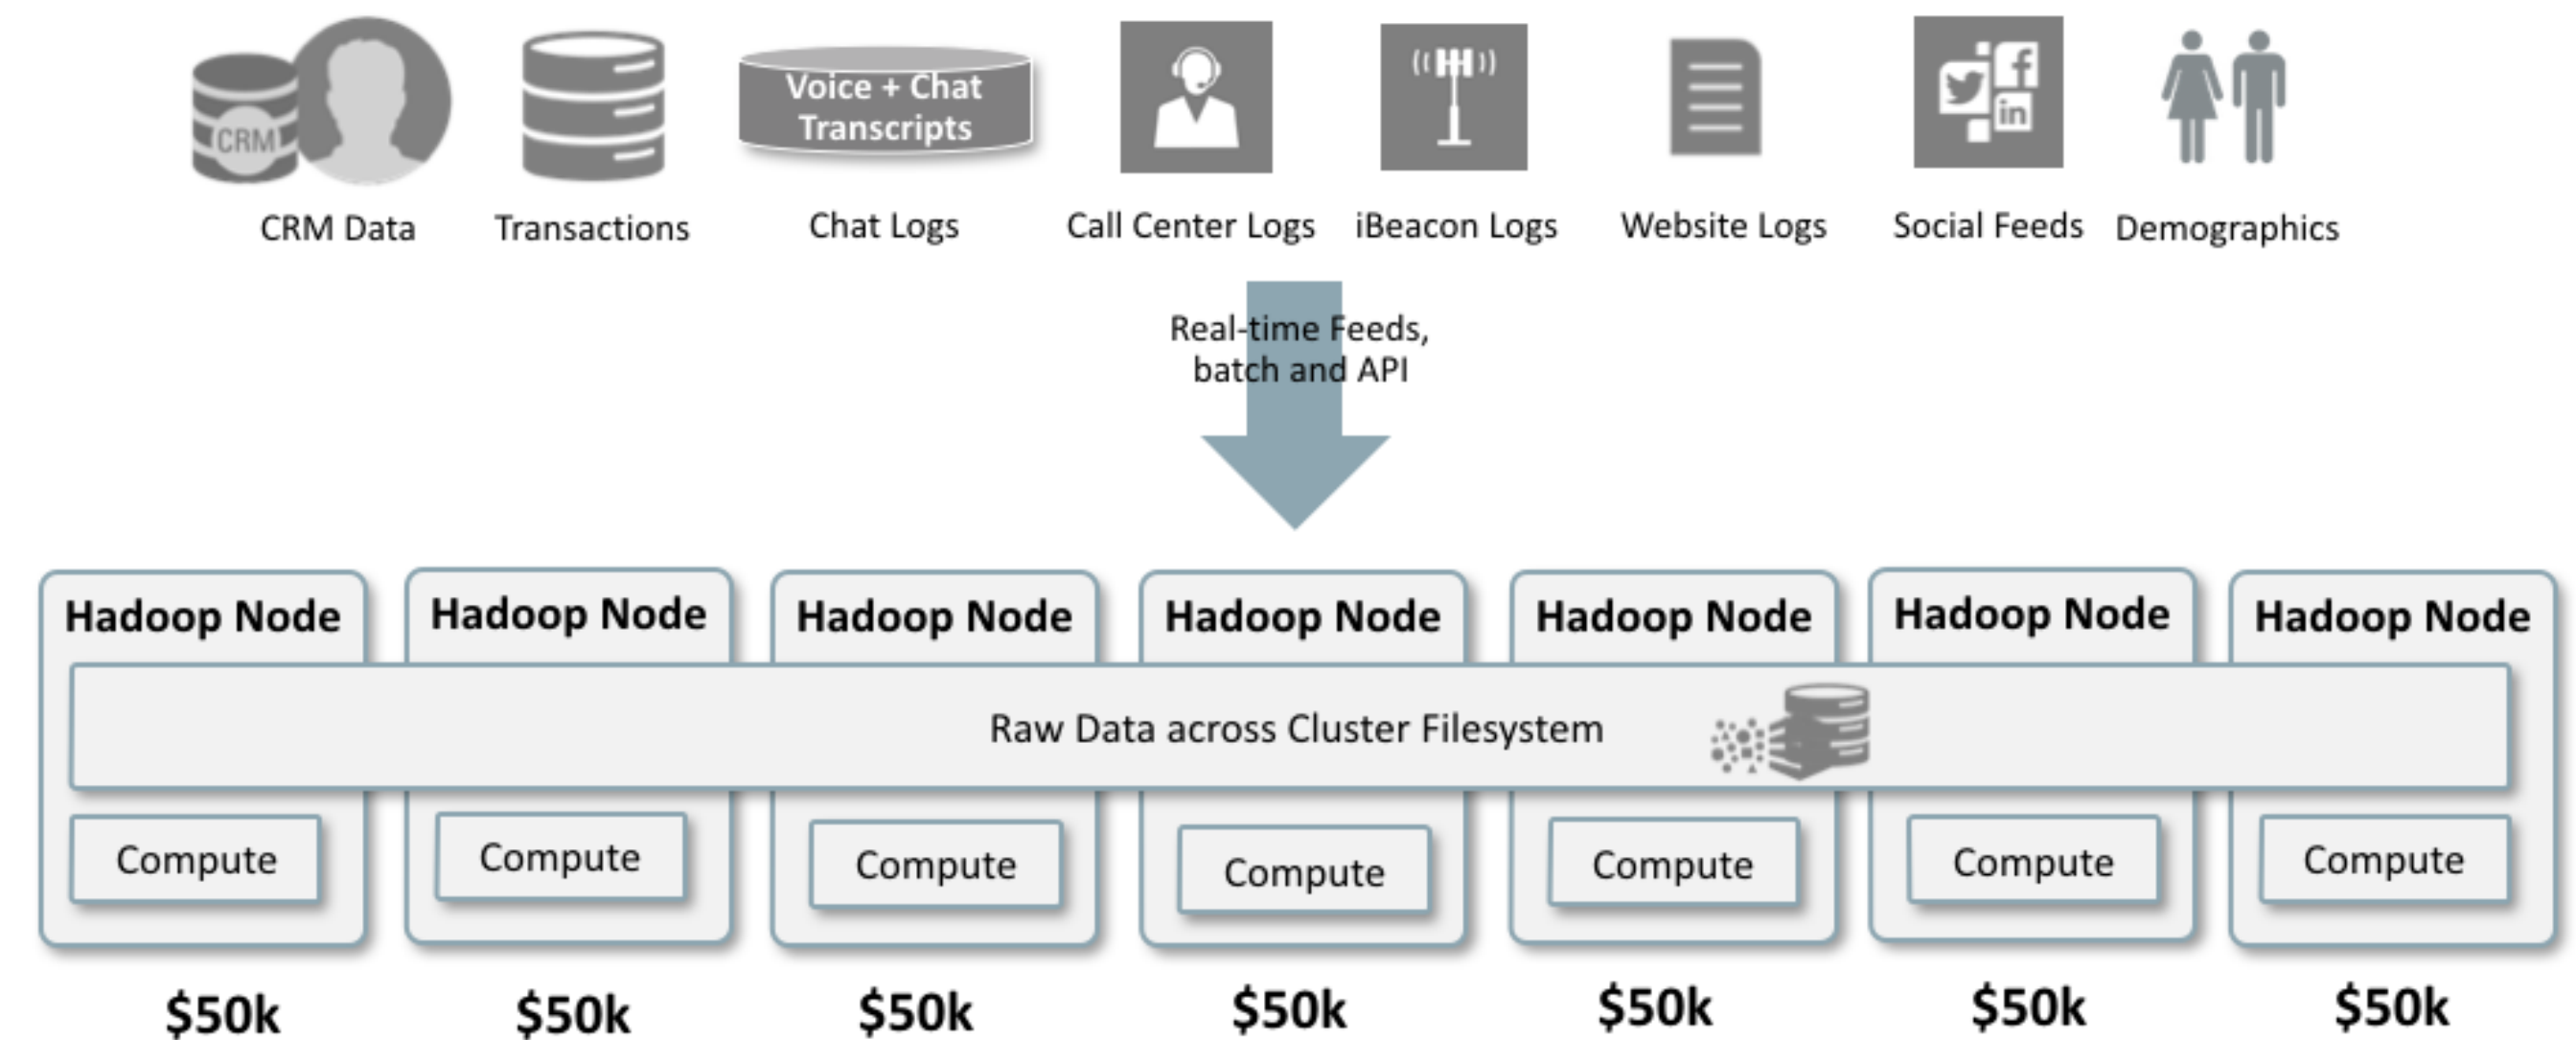 CRM
Voice + Chat
Transcripts
f
in
CRM Data
Transactions
Chat Logs
Call Center Logs
iBeacon Logs
Website Logs
Social Feeds
Demographics
Real-time Feeds,
batch and API
Hadoop Node
Hadoop Node
Hadoop Node
Hadoop Node
Hadoop Node
Hadoop Node
Hadoop Node
Raw Data across Cluster Filesystem
Compute
Compute
Compute
Compute
Compute
Compute
Compute
$50k
$50k
$50k
$50k
$50k
$50k
$50k